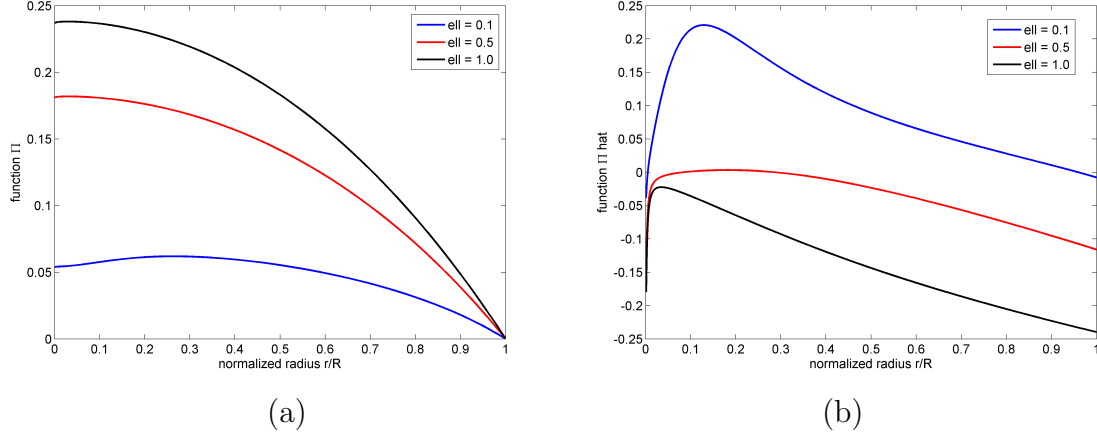 0.25
0.2
0.15
0.1
0.05
0
function Π
0 0.1 0.2 0.3 0.4 0.5 0.6 0.7 0.8 0.9 1
normalized radius r/R
ell = 0.1
ell = 0.5
ell = 1.0
(a)
0.25
0.2
0.15
0.1
0.05
0
-0.05
-0.1
-0.15
-0.2
-0.25
function Π hat
0 0.1 0.2 0.3 0.4 0.5 0.6 0.7 0.8 0.9 1
normalized radius r/R
ell = 0.1
ell = 0.5
ell = 1.0
(b)